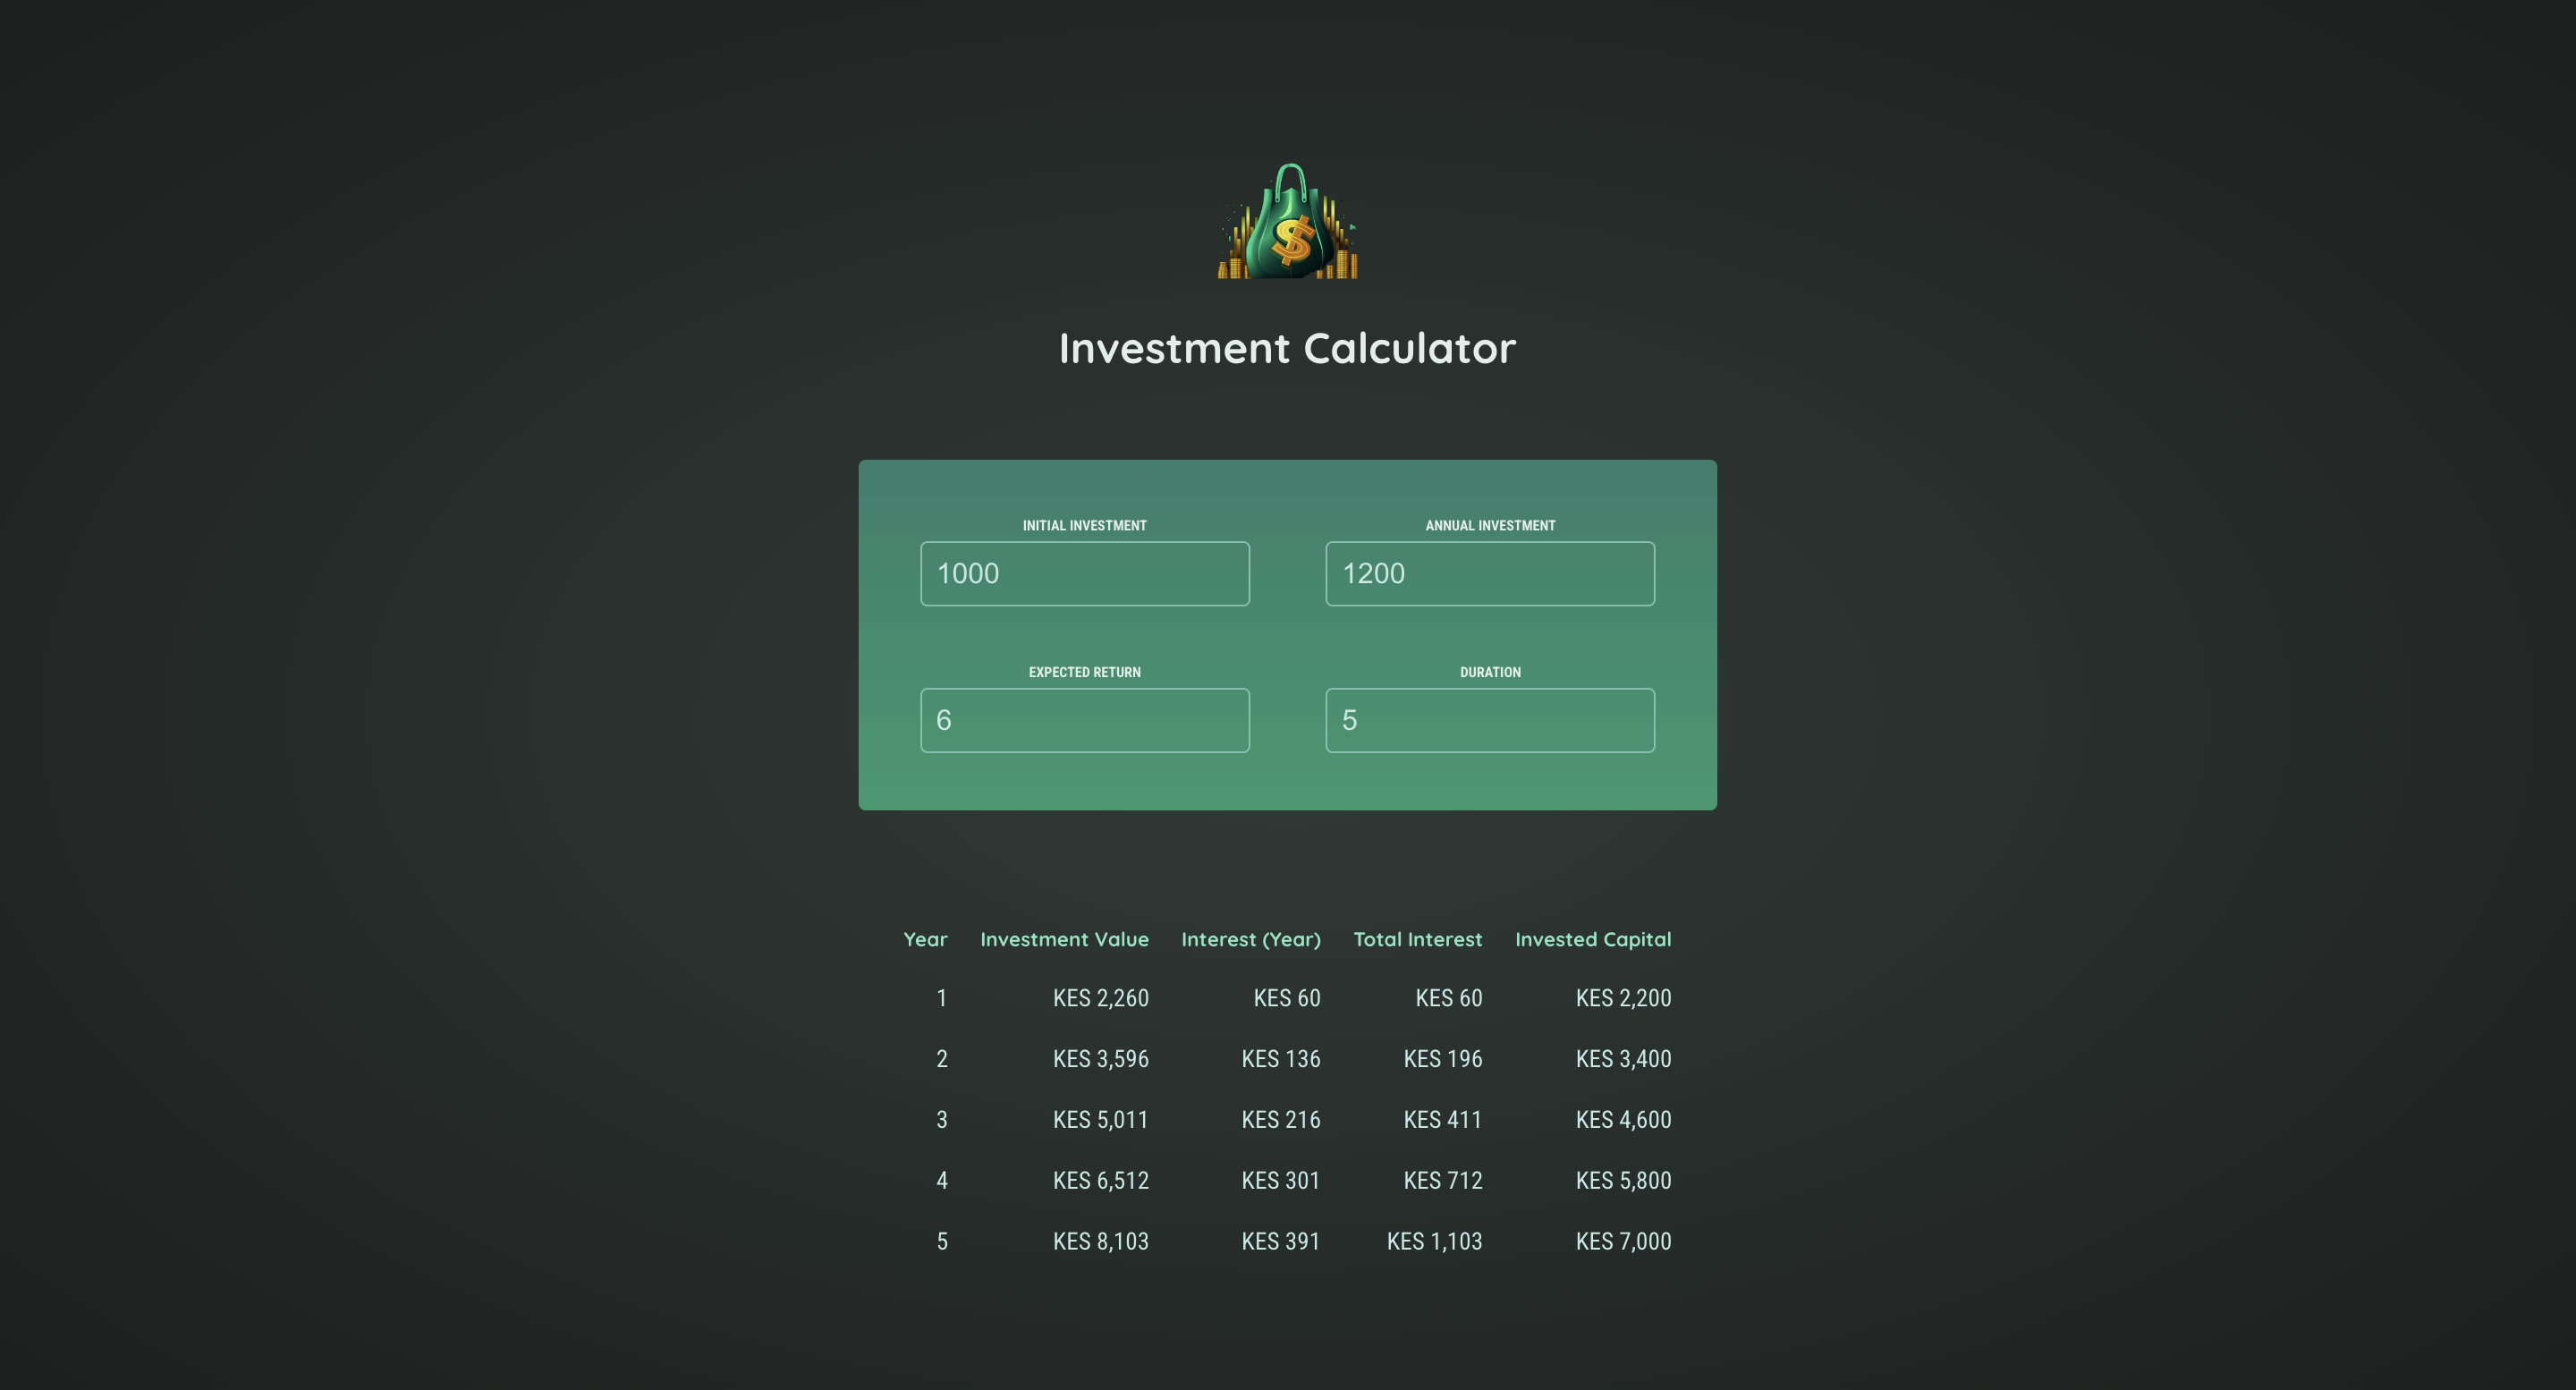 $
Investment Calculator
INITIAL INVESTMENT ANNUAL INVESTMENT
1000 1200
EXPECTED RETURN DURATION
6 5
Year Investment Value Interest (Year) Total Interest Invested Capital
1 KES 2,260 KES 60 KES 60 KES 2,200
2 KES 3,596 KES 136 KES 196 KES 3,400
3 KES 5,011 KES 216 KES 411 KES 4,600
4 KES 6,512 KES 301 KES 712 KES 5,800
5 KES 8,103 KES 391 KES 1,103 KES 7,000